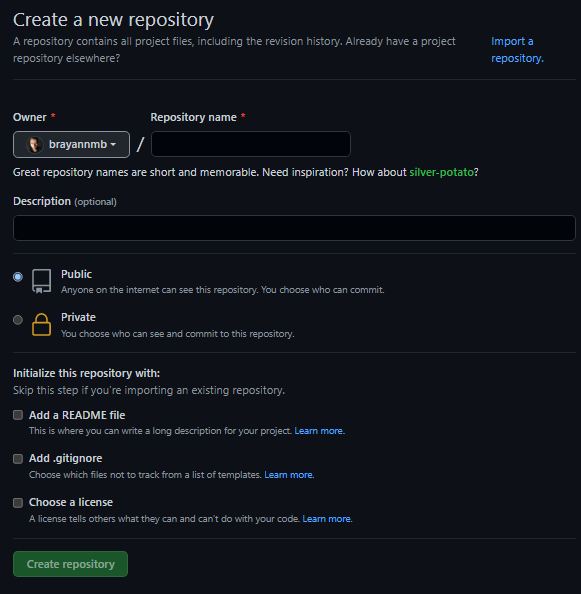 Create a new repository
A repository contains all project files, including the revision history. Already have a project
repository elsewhere?
Import a
repository.
Owner *
Repository name *
brayannmb
/
Great repository names are short and memorable. Need inspiration? How about silver-potato?
Description (optional)
Public
Anyone on the internet can see this repository. You choose who can commit.
Private
You choose who can see and commit to this repository.
Initialize this repository with:
Skip this step if you're importing an existing repository.
Add a README file
This is where you can write a long description for your project. Learn more.
Add .gitignore
Choose which files not to track from a list of templates. Learn more.
Choose a license
A license tells others what they can and can't do with your code. Learn more.
Create repository